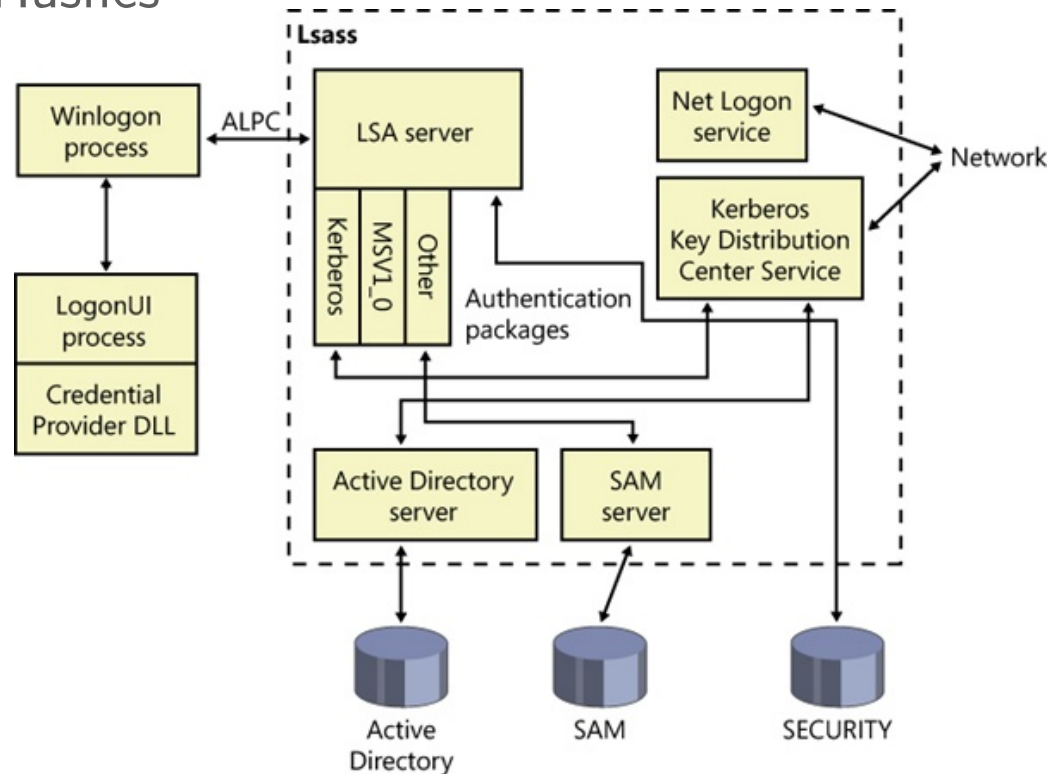 Hashes
Lsass
Winlogon
process
ALPC
LSA server
Net Logon
service
Network
Kerberos
MSV1_0
Other
Kerberos
Key Distribution
Center Service
Authentication
packages
LogonUI
process
Credential
Provider DLL
Active Directory
server
SAM
server
Active
Directory
SAM
SECURITY